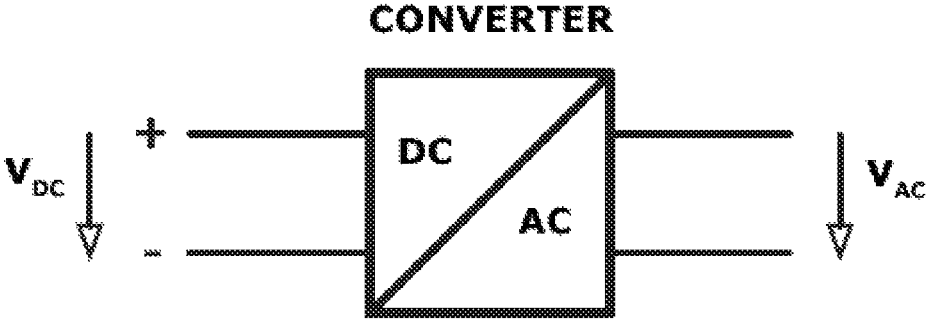 CONVERTER
+
DC
V_DC
AC
V_AC
-